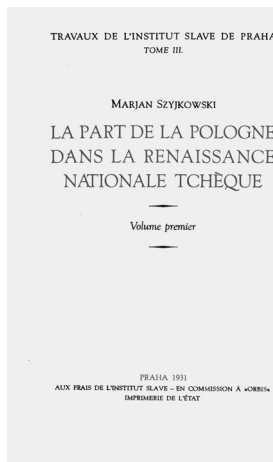 TRAVAUX DE L'INSTITUT SLAVE DE PRAHA
TOME III.
MARJAN SZYJKOWSKI
LA PART DE LA POLOGNE
DANS LA RENAISSANCE
NATIONALE TCHÈQUE
Volume premier
PRAHA 1931
AUX FRAIS DE L'INSTITUT SLAVE – EN COMMISSION À »ORBIS«
IMPRIMERIE DE L'ÉTAT